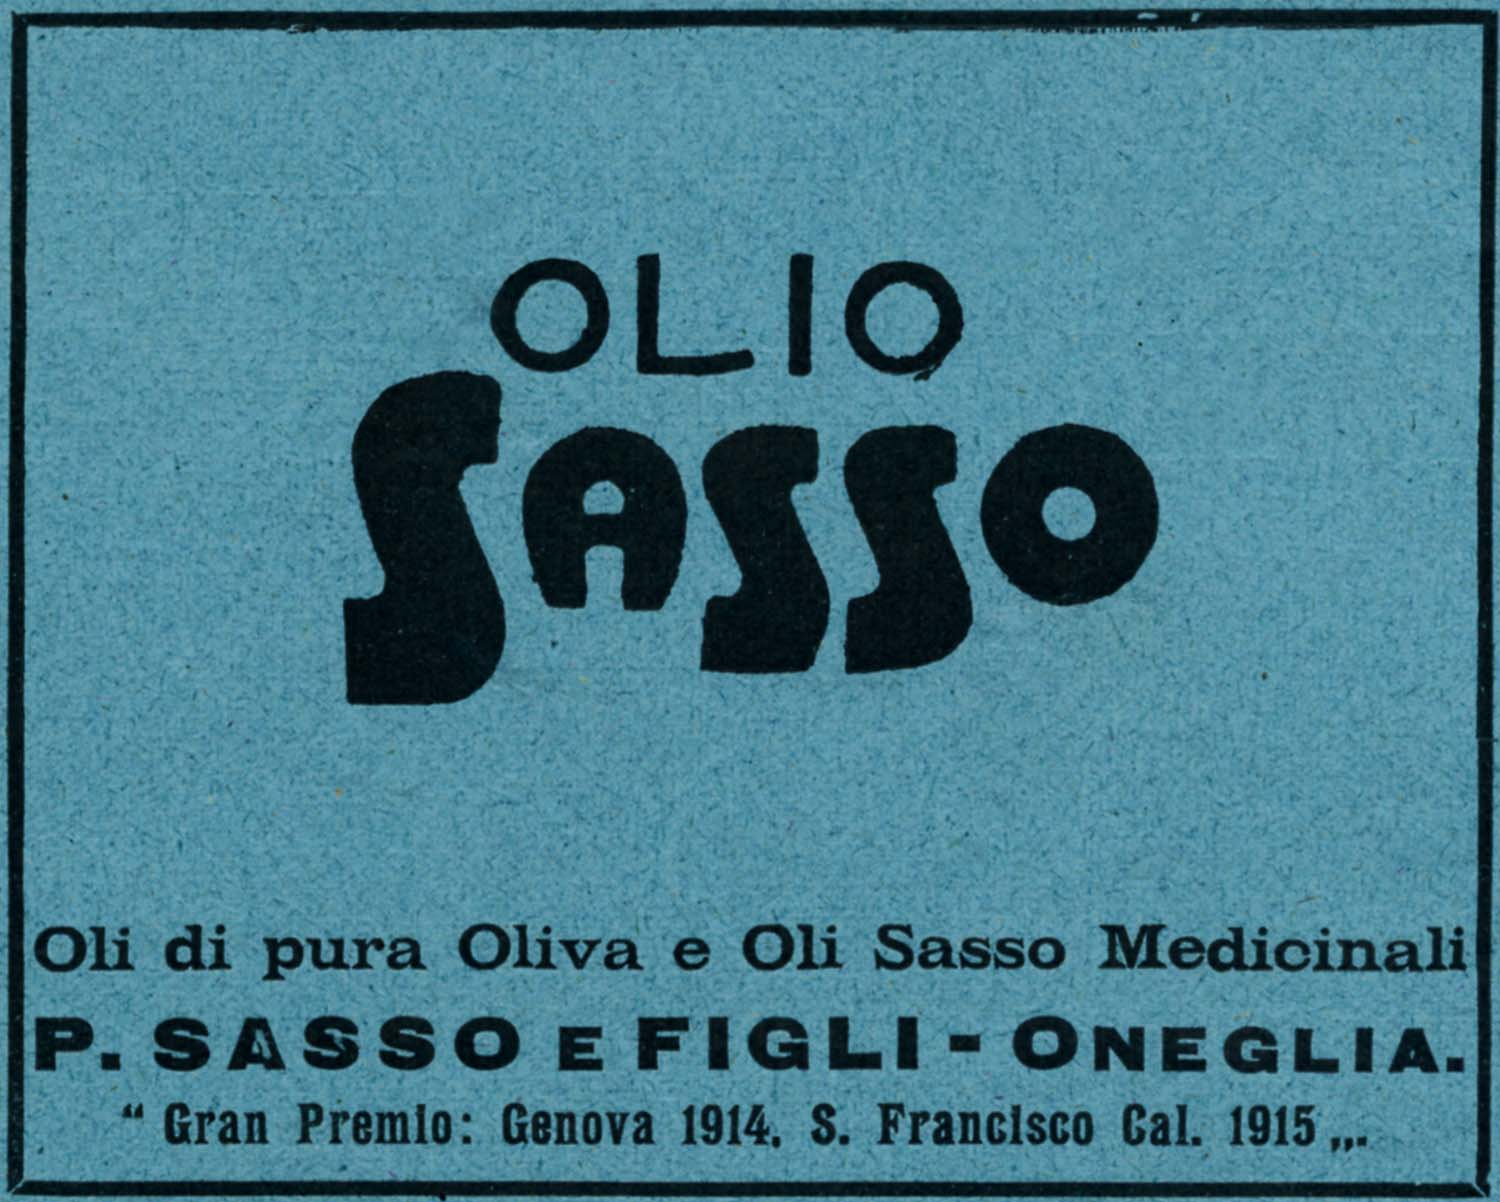 OLIO
SASSO
Oli di pura Oliva e Oli Sasso Medicinali
P. SASSO E FIGLI - ONEGLIA.
“ Gran Premio: Genova 1914, S. Francisco Cal. 1915 „.